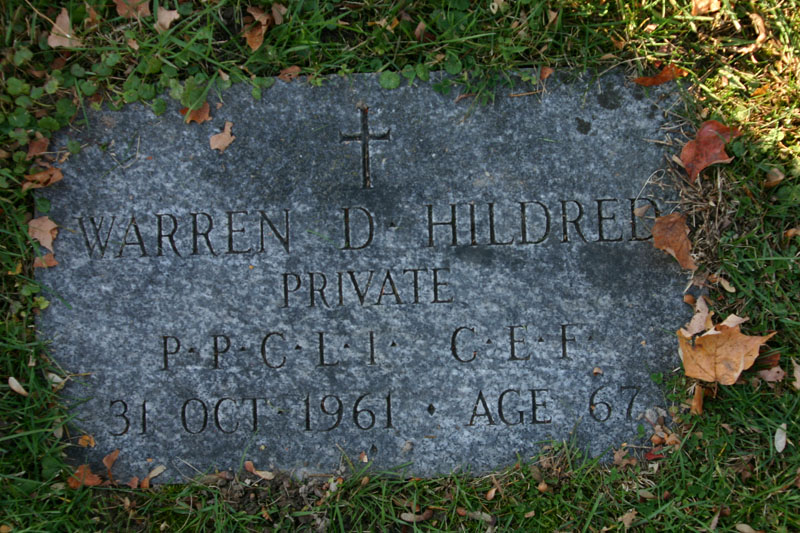 WARREN D· HILDRED
PRIVATE
P·P·C·L·I· C·E·F·
31 OCT· 1961 · AGE 67